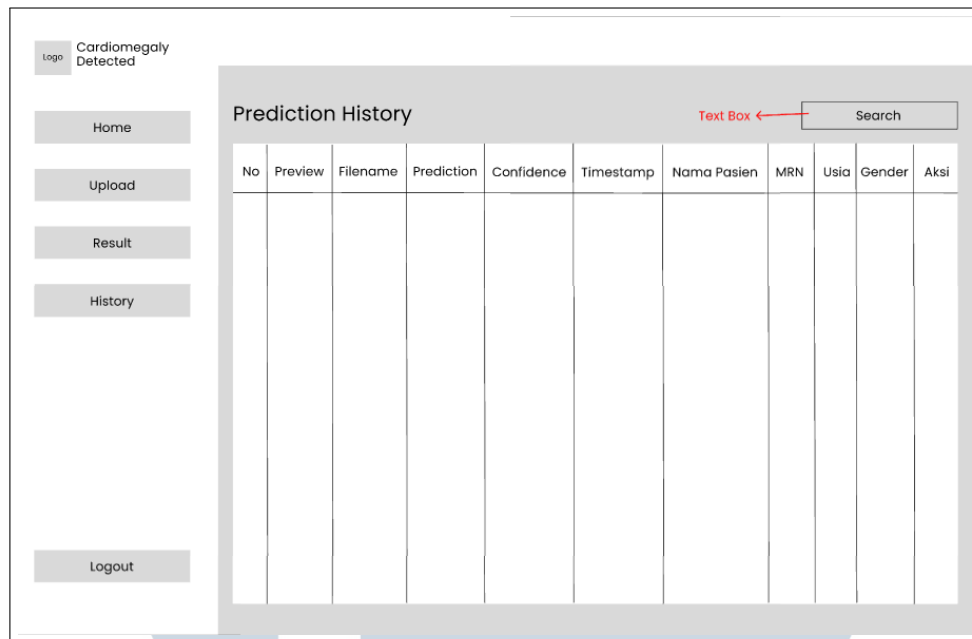 Logo
Cardiomegaly
Detected
Home
Upload
Result
History
Logout
Prediction History
Text Box
Search
No Preview Filename Prediction Confidence Timestamp Nama Pasien MRN Usia Gender Aksi